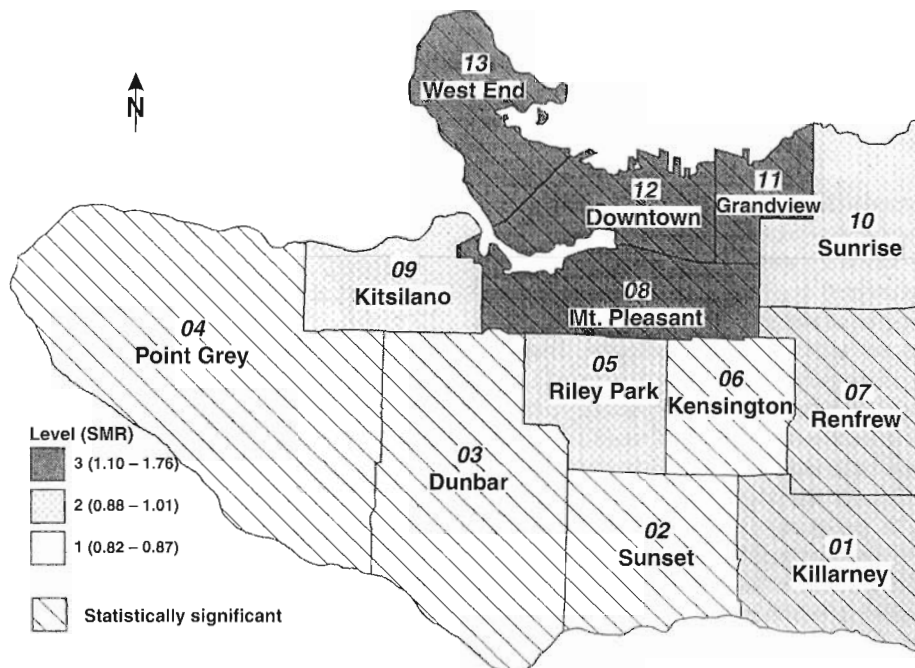 13
West End
N
12
Downtown
11
Grandview
10
Sunrise
09
Kitsilano
08
Mt. Pleasant
04
Point Grey
05
Riley Park
06
Kensington
07
Renfrew
Level (SMR)
3 (1.10 – 1.76)
2 (0.88 – 1.01)
1 (0.82 – 0.87)
03
Dunbar
02
Sunset
01
Killarney
Statistically significant